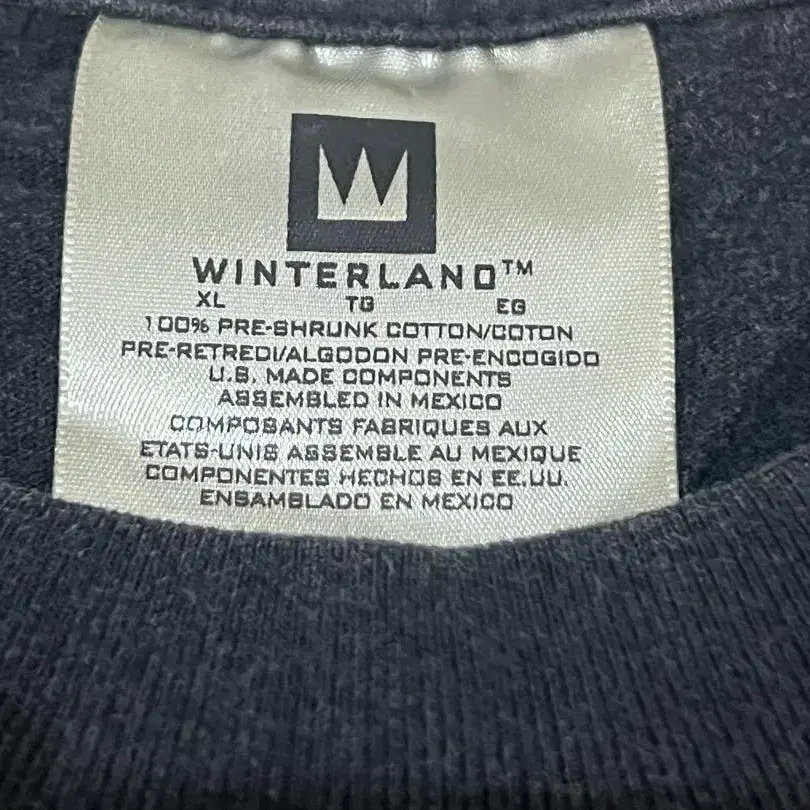 W
WINTERLAND™
XL TG EG
100% PRE-SHRUNK COTTON/COTON
PRE-RETREDI/ALGODON PRE-ENCOGIDO
U.S. MADE COMPONENTS
ASSEMBLED IN MEXICO
COMPOSANTS FABRIQUES AUX
ETATS-UNIS ASSEMBLE AU MEXIQUE
COMPONENTES HECHOS EN EE.UU.
ENSAMBLADO EN MEXICO